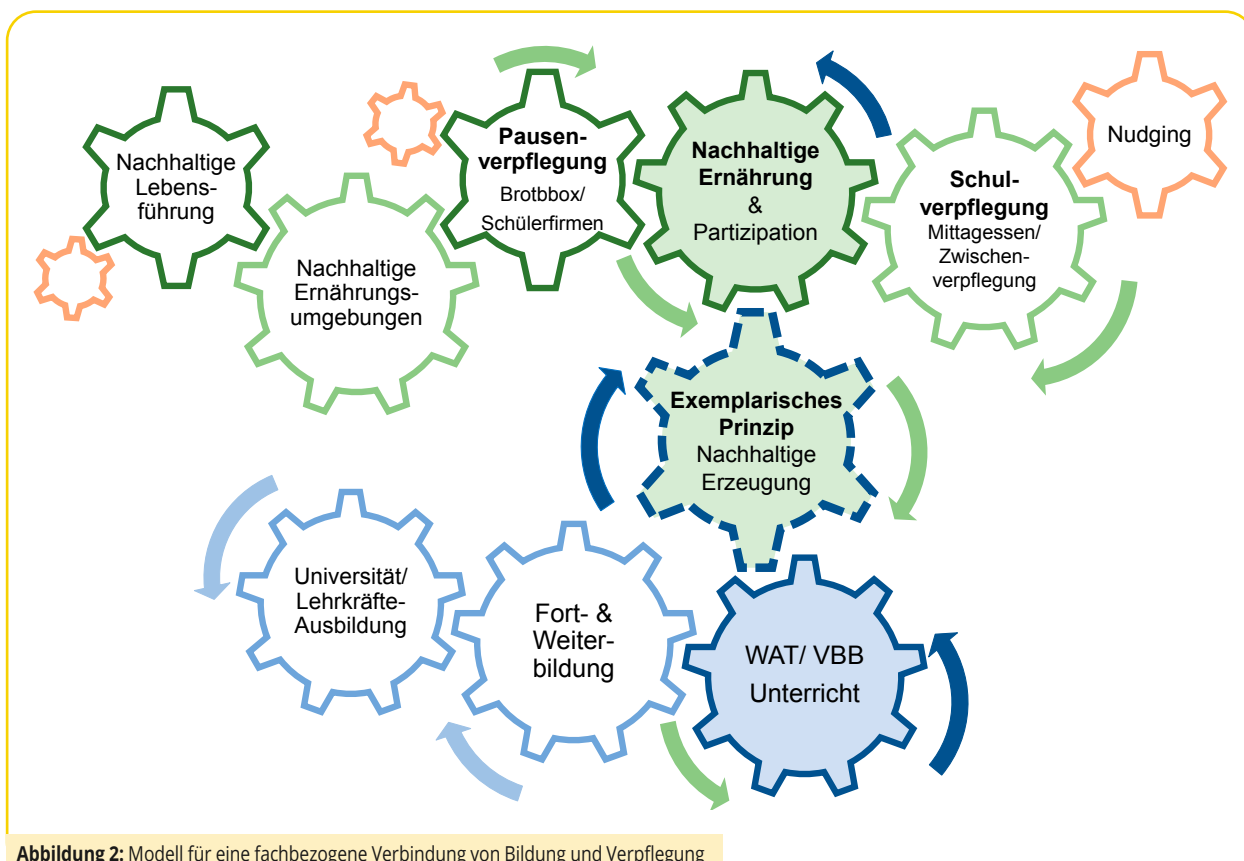 Nachhaltige
Lebens-
führung
Nachhaltige
Ernährungs-
umgebungen
Pausen-
verpflegung
Brotbbox/
Schülerfirmen
Nachhaltige
Ernährung
&
Partizipation
Schul-
verpflegung
Mittagessen/
Zwischen-
verpflegung
Nudging
Exemplarisches
Prinzip
Nachhaltige
Erzeugung
Universität/
Lehrkräfte-
Ausbildung
Fort- &
Weiter-
bildung
WAT/ VBB
Unterricht
Abbildung 2: Modell für eine fachbezogene Verbindung von Bildung und Verpflegung